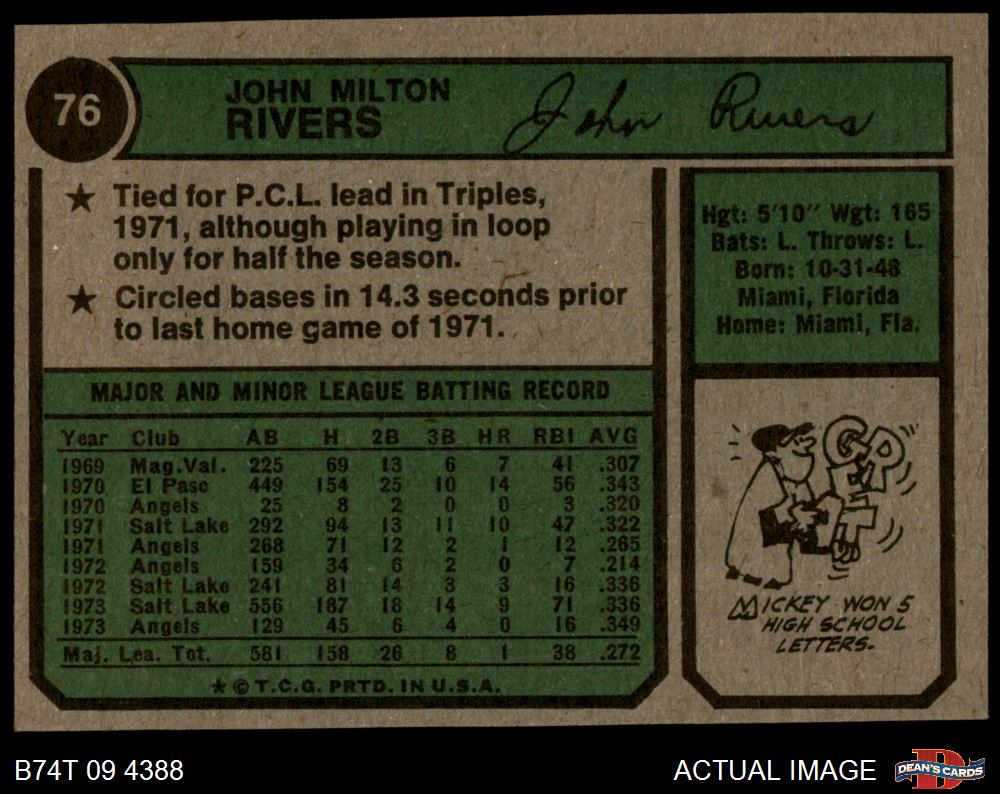 76
JOHN MILTON
RIVERS
John Rivers
★ Tied for P.C.L. lead in Triples,
1971, although playing in loop
only for half the season.
★ Circled bases in 14.3 seconds prior
to last home game of 1971.
Hgt: 5'10" Wgt: 165
Bats: L. Throws: L.
Born: 10-31-48
Miami, Florida
Home: Miami, Fla.
MAJOR AND MINOR LEAGUE BATTING RECORD
Year Club AB H 2B 3B HR RBI AVG
1969 Mag.Val. 225 69 13 6 7 41 .307
1970 El Paso 449 154 25 10 14 56 .343
1970 Angels 25 8 2 0 0 3 .320
1971 Salt Lake 292 94 13 11 10 47 .322
1971 Angels 268 71 12 2 1 12 .265
1972 Angels 159 34 6 2 0 7 .214
1972 Salt Lake 241 81 14 3 3 16 .336
1973 Salt Lake 556 187 18 14 9 71 .336
1973 Angels 129 45 6 4 0 16 .349
Maj. Lea. Tot. 581 158 26 8 1 38 .272
★ © T.C.G. PRTD. IN U.S.A.
MICKEY WON 5
HIGH SCHOOL
LETTERS.
B74T 09 4388
ACTUAL IMAGE
DEAN'S CARDS